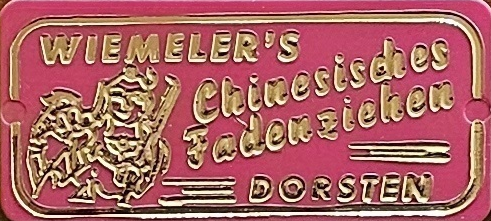 WIEMELER'S
Chinesisches
Fadenziehen
DORSTEN